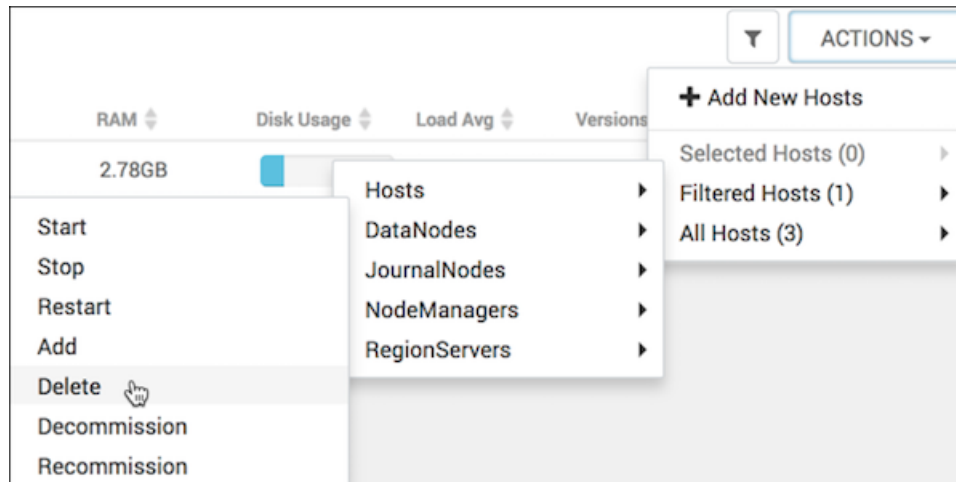 ACTIONS
Add New Hosts
RAM Disk Usage Load Avg Versions
Selected Hosts (0)
2.78GB
Filtered Hosts (1)
All Hosts (3)
Hosts
DataNodes
JournalNodes
NodeManagers
RegionServers
Start
Stop
Restart
Add
Delete
Decommission
Recommission